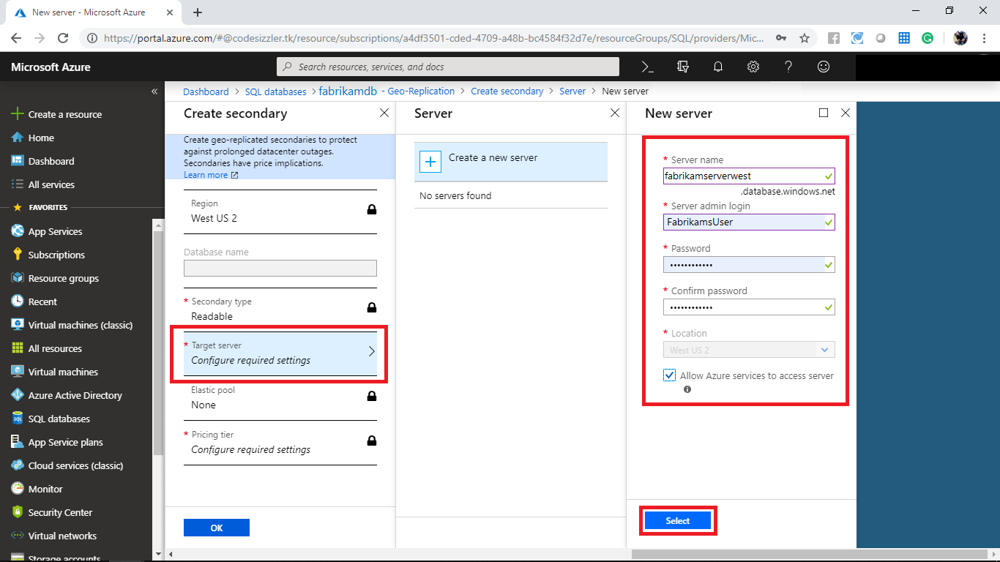 New server - Microsoft Azure
https://portal.azure.com/#@codesizzler.tk/resource/subscriptions/a4df3501-cded-4709-a48b-bc4584f32d7e/resourceGroups/SQL/providers/Mic...
Microsoft Azure
Search resources, services, and docs
Dashboard > SQL databases > fabrikamdb - Geo-Replication > Create secondary > Server > New server
Create a resource
Home
Dashboard
All services
FAVORITES
App Services
Subscriptions
Resource groups
Recent
Virtual machines (classic)
All resources
Virtual machines
Azure Active Directory
SQL databases
App Service plans
Cloud services (classic)
Monitor
Security Center
Virtual networks
Storage accounts
Create secondary
Create geo-replicated secondaries to protect
against prolonged datacenter outages.
Secondaries have price implications.
Learn more
Region
West US 2
Database name
* Secondary type
Readable
* Target server
Configure required settings
Elastic pool
None
* Pricing tier
Configure required settings
OK
Server
Create a new server
No servers found
New server
* Server name
fabrikamserverwest
.database.windows.net
* Server admin login
FabrikamsUser
* Password
••••••••••••
* Confirm password
••••••••••••
* Location
West US 2
Allow Azure services to access server
Select